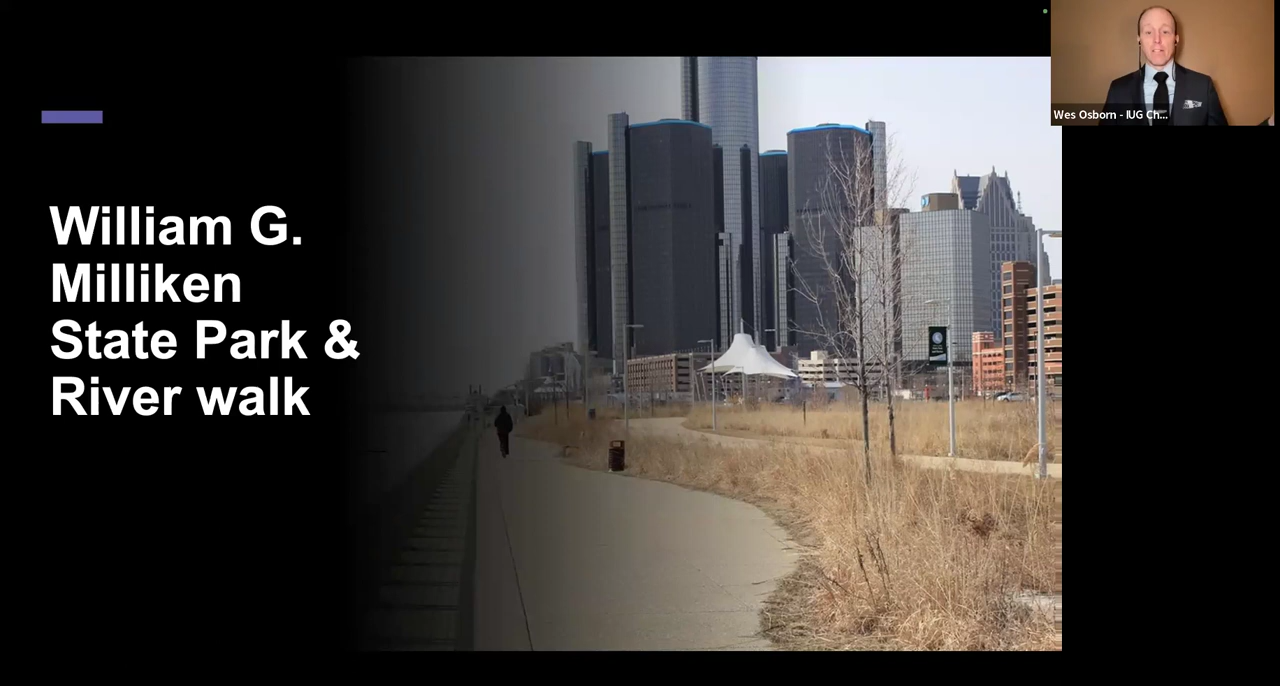 William G.
Milliken
State Park &
River walk
Wes Osborn - IUG Ch...